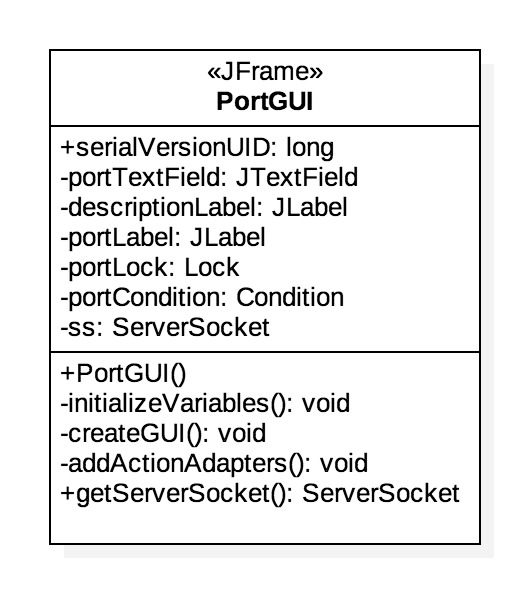 «JFrame»
PortGUI
+serialVersionUID: long
-portTextField: JTextField
-descriptionLabel: JLabel
-portLabel: JLabel
-portLock: Lock
-portCondition: Condition
-ss: ServerSocket
+PortGUI()
-initializeVariables(): void
-createGUI(): void
-addActionAdapters(): void
+getServerSocket(): ServerSocket